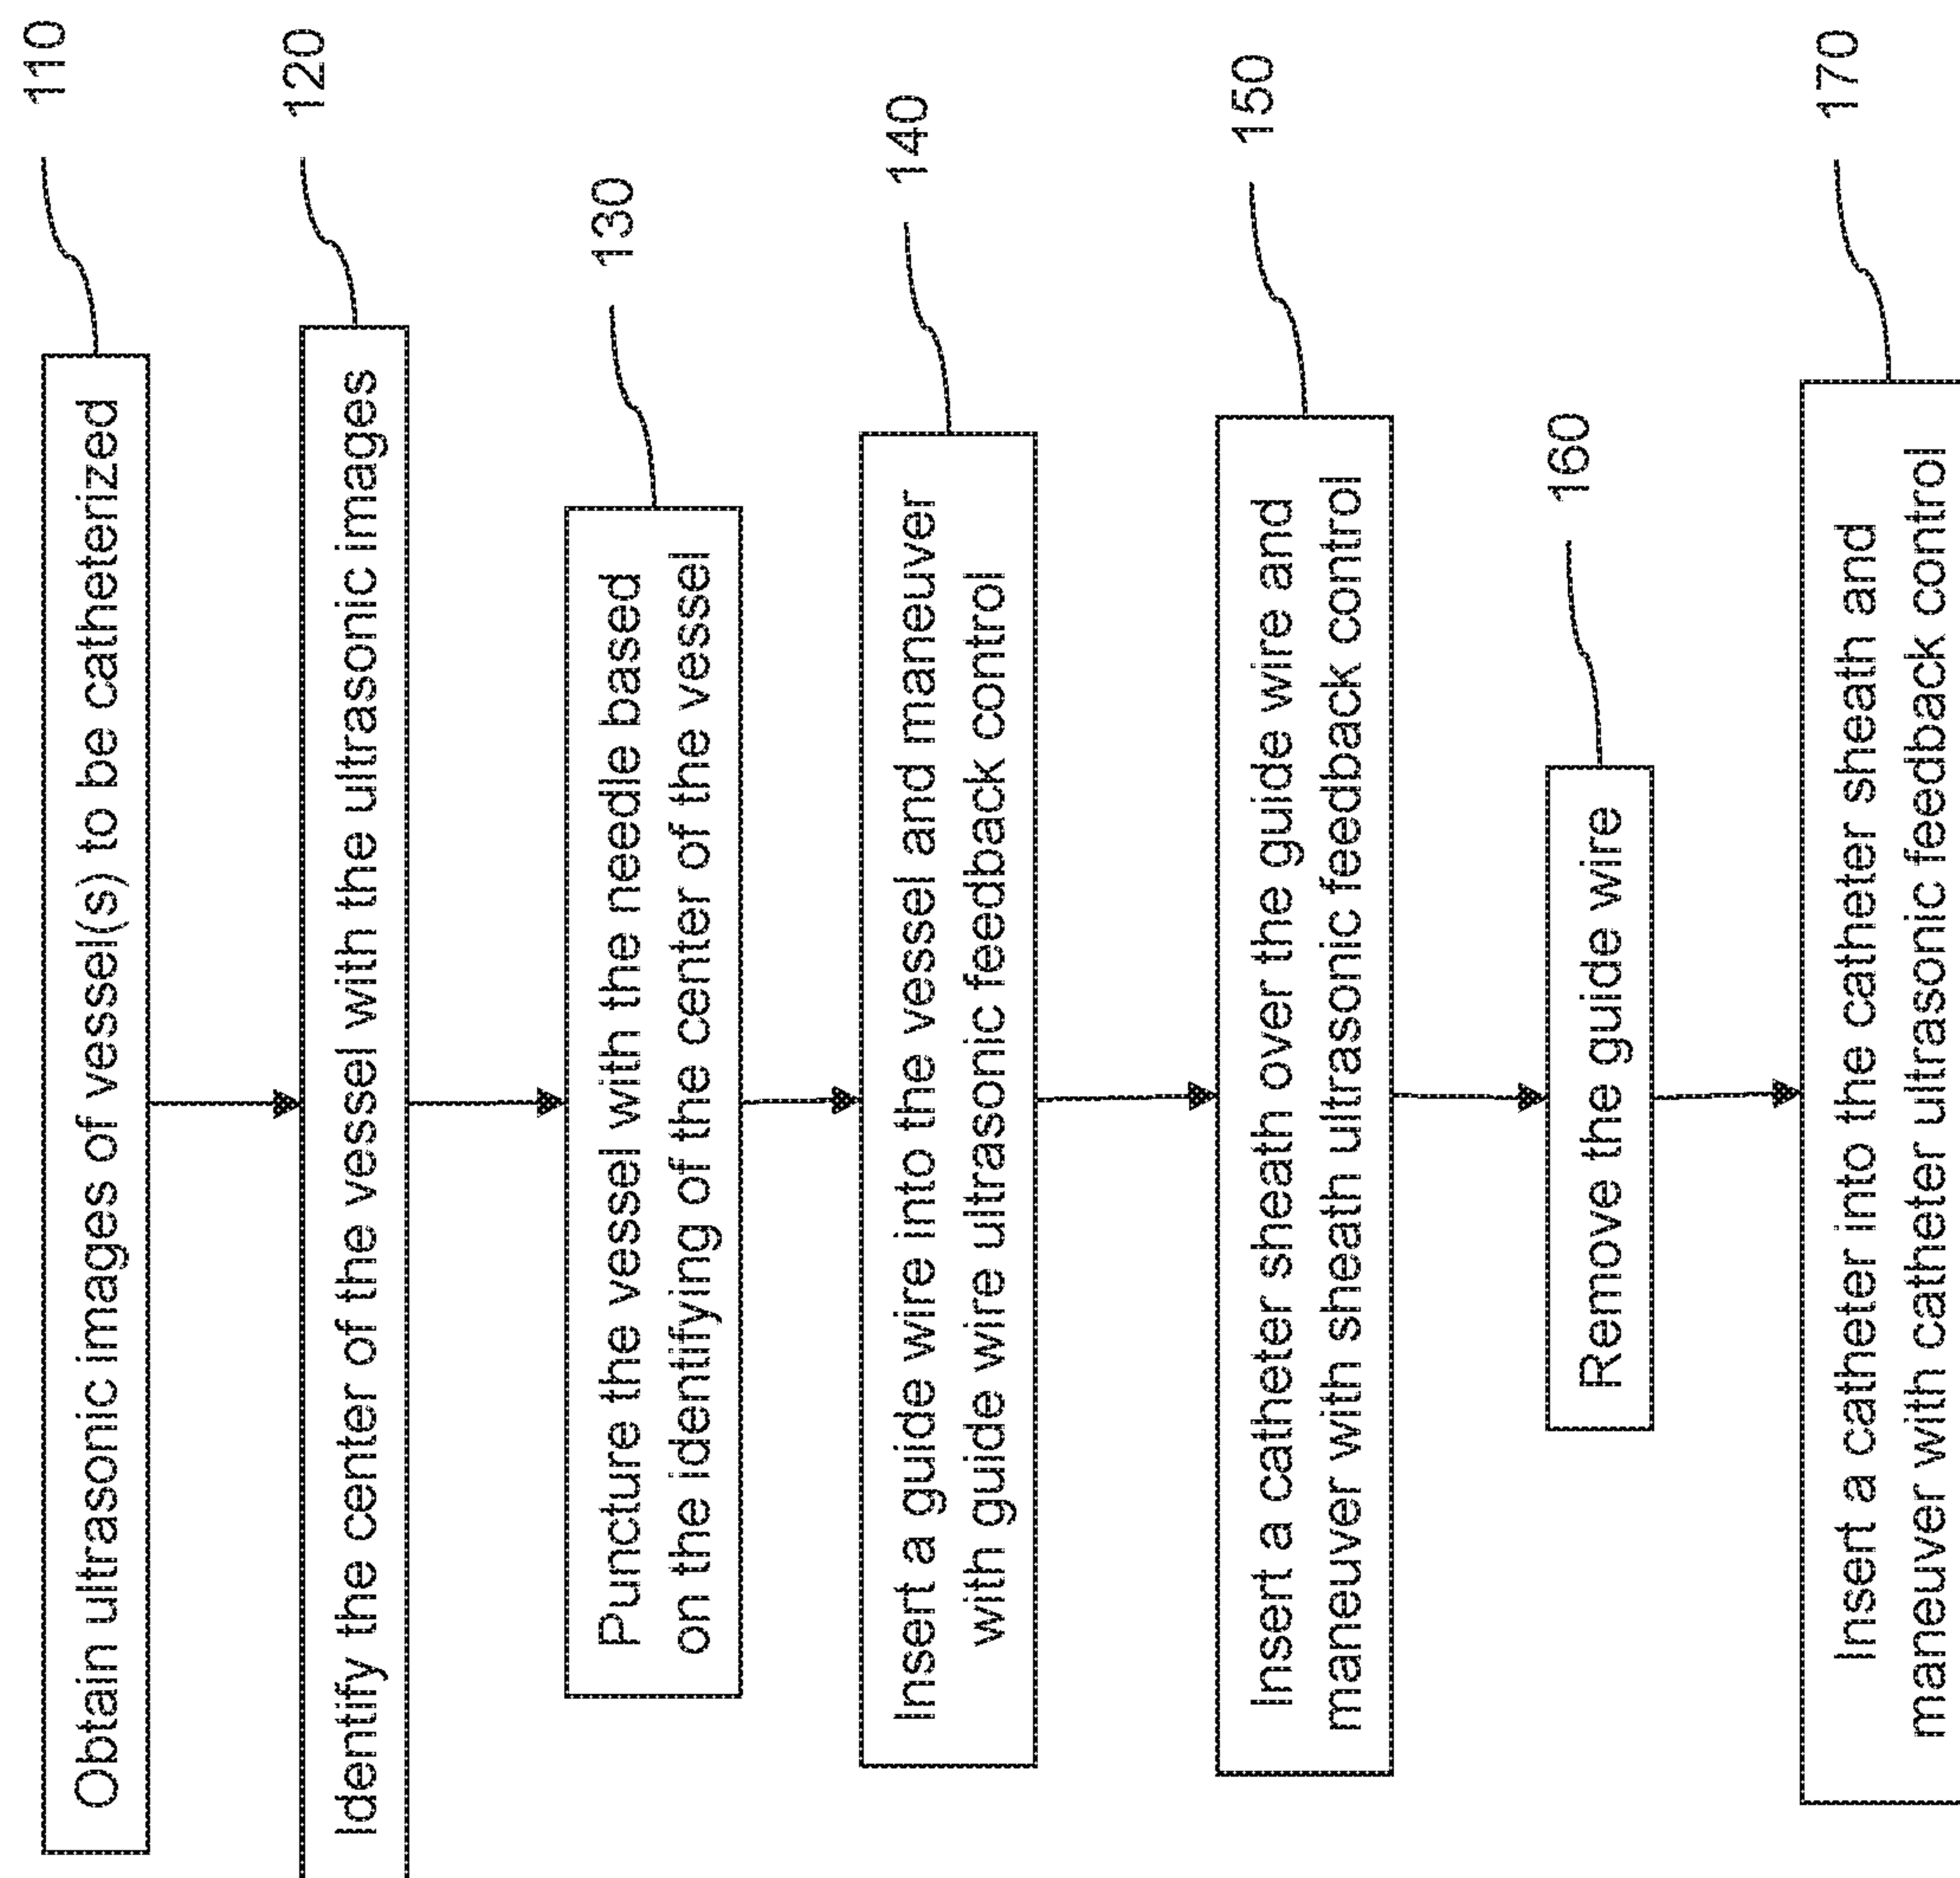 Obtain ultrasonic images of vessel(s) to be catheterized
110
Identify the center of the vessel with the ultrasonic images
120
Puncture the vessel with the needle based
on the identifying of the center of the vessel
130
Insert a guide wire into the vessel and maneuver
with guide wire ultrasonic feedback control
140
Insert a catheter sheath over the guide wire and
maneuver with sheath ultrasonic feedback control
150
Remove the guide wire
160
Insert a catheter into the catheter sheath and
maneuver with catheter ultrasonic feedback control
170